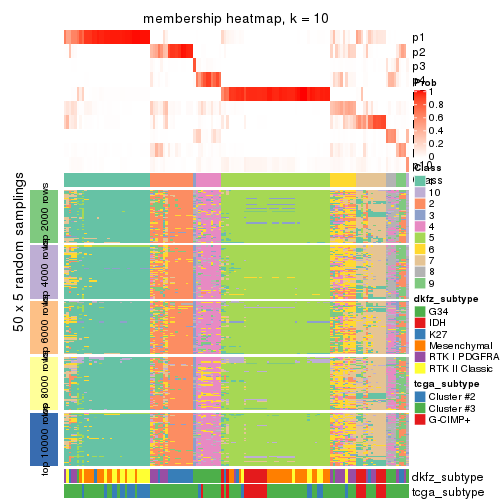 membership heatmap, k = 10
p1
p2
p3
p4
Prob
1
0.8
0.6
0.4
0.2
0
p10
Class
Class
1
10
2
3
4
5
6
7
8
9
dkfz_subtype
G34
IDH
K27
Mesenchymal
RTK I PDGFRA
RTK II Classic
tcga_subtype
Cluster #2
Cluster #3
G-CIMP+
50 x 5 random samplings
top 2000 rows
top 4000 rows
top 6000 rows
top 8000 rows
top 10000 rows
dkfz_subtype
tcga_subtype